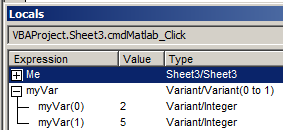 Locals
VBAProject.Sheet3.cmdMatlab_Click
Expression Value Type
Me Sheet3/Sheet3
myVar Variant/Variant(0 to 1)
myVar(0) 2 Variant/Integer
myVar(1) 5 Variant/Integer